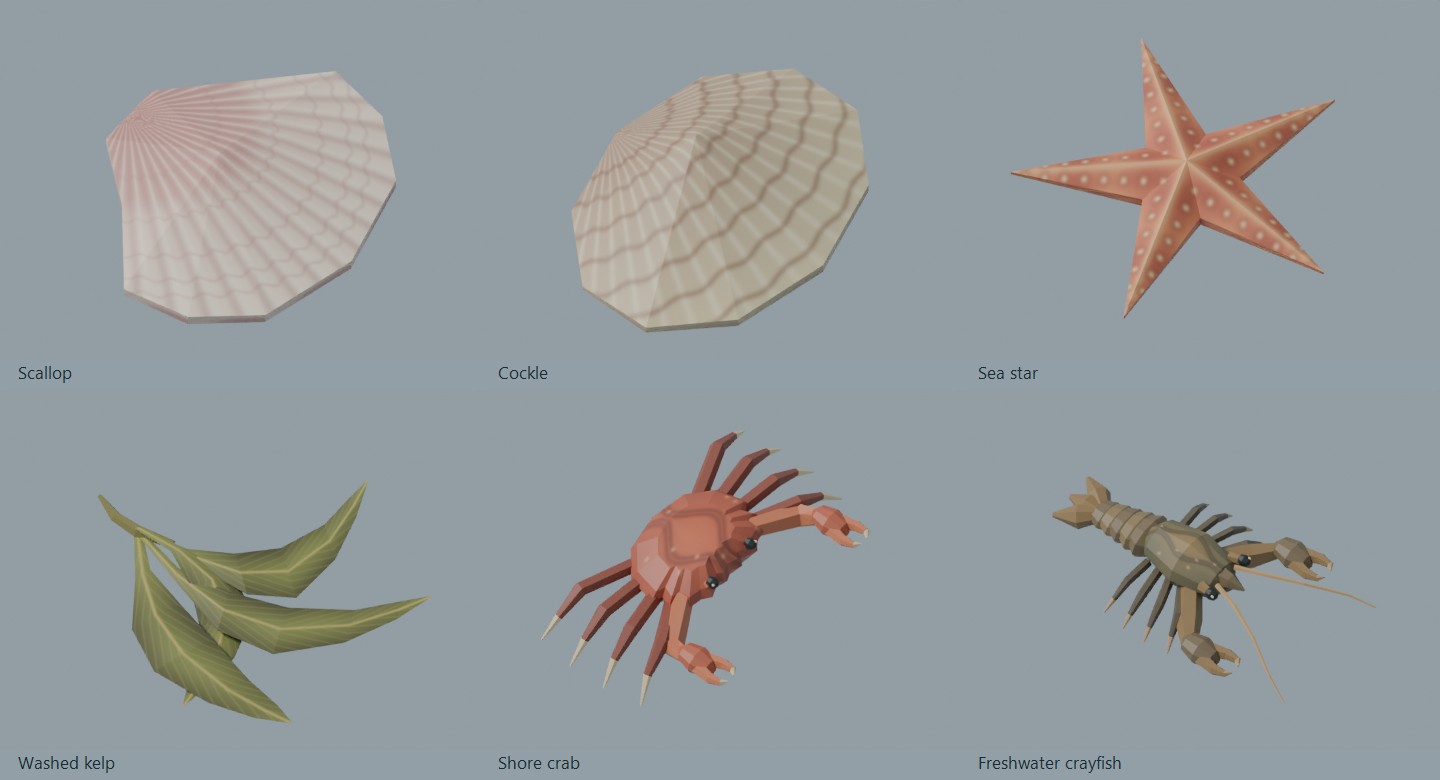 Scallop
Cockle
Sea star
Washed kelp
Shore crab
Freshwater crayfish